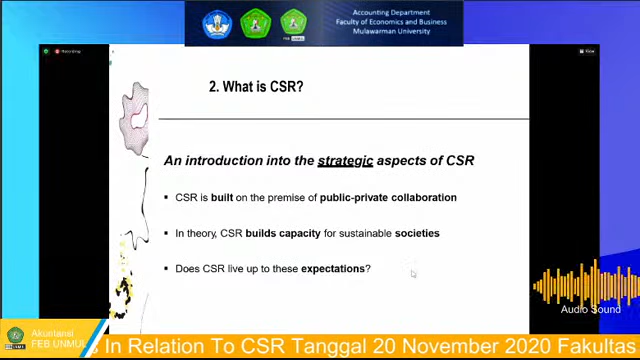 Accounting Department
Faculty of Economics and Business
Mulawarman University
Recording
View
2. What is CSR?
An introduction into the strategic aspects of CSR
CSR is built on the premise of public-private collaboration
In theory, CSR builds capacity for sustainable societies
Does CSR live up to these expectations?
Audio Sound
Akuntansi
FEB UNMUL
s In Relation To CSR Tanggal 20 November 2020 Fakultas